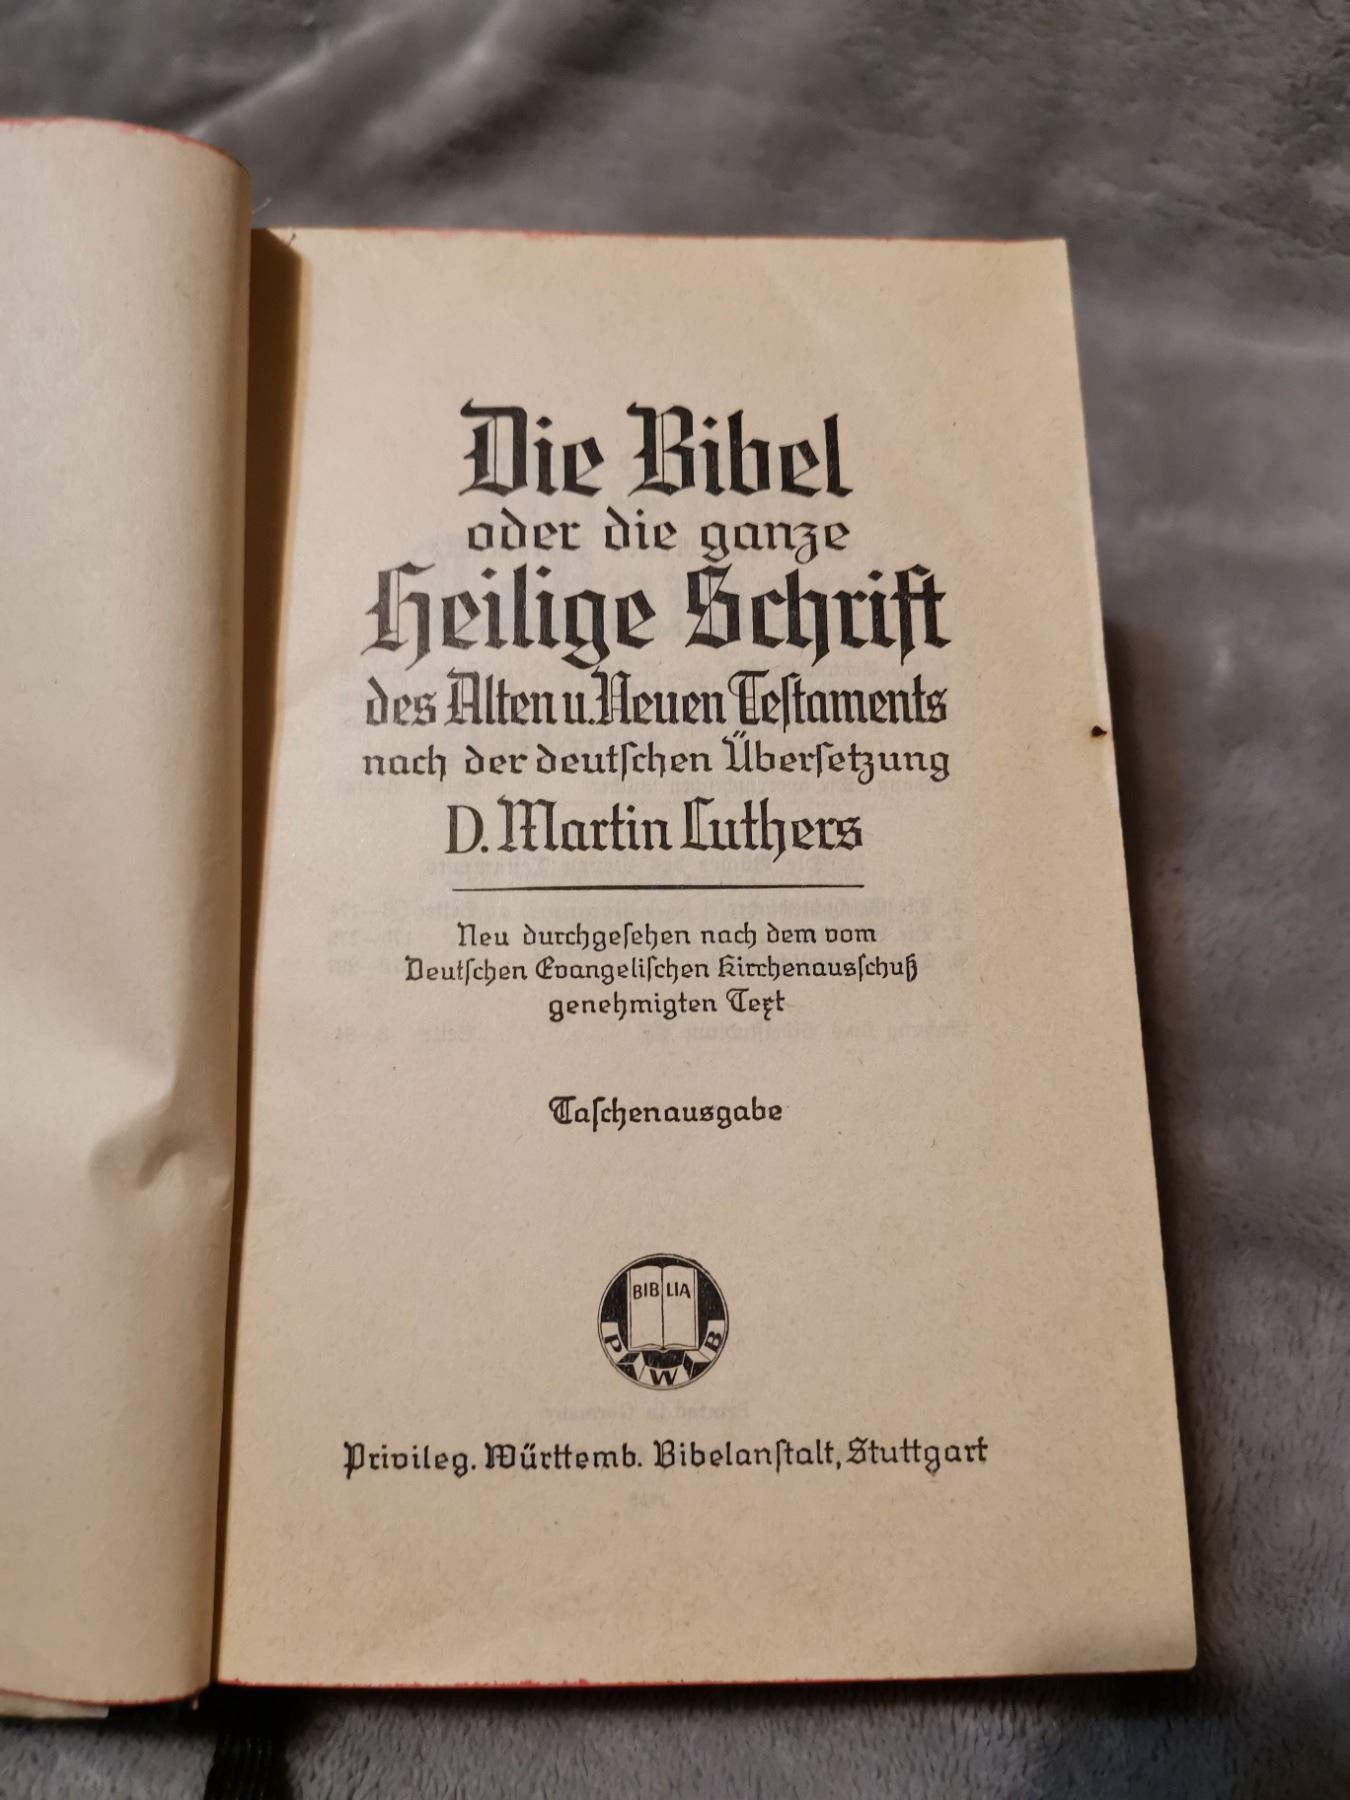 Die Bibel
oder die ganze
Heilige Schrift
des Alten u. Neuen Teſtaments
nach der deutſchen Überſetzung
D. Martin Luthers
Neu durchgeſehen nach dem vom
Deutſchen Evangeliſchen Kirchenausſchuß
genehmigten Text
Taſchenausgabe
BIBLIA
P W B
Privileg. Württemb. Bibelanſtalt, Stuttgart